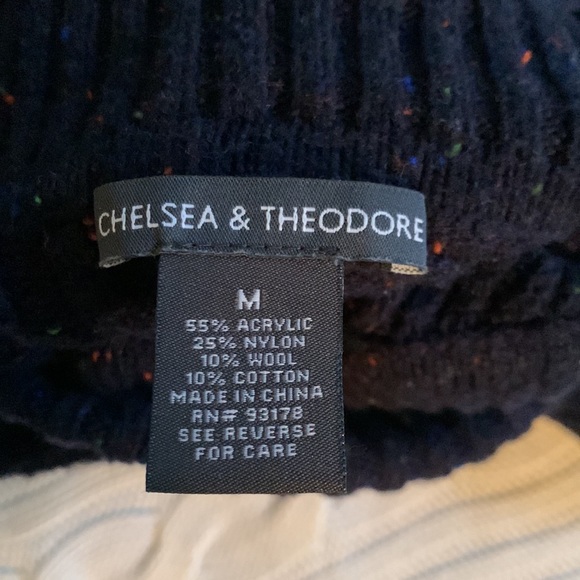 CHELSEA & THEODORE
M
55% ACRYLIC
25% NYLON
10% WOOL
10% COTTON
MADE IN CHINA
RN# 93178
SEE REVERSE
FOR CARE